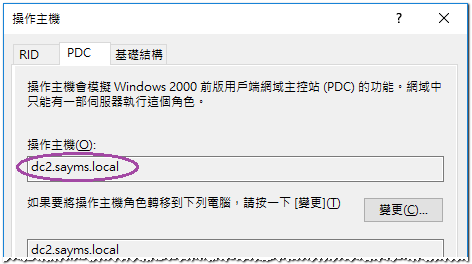 操作主機
? ×
RID PDC 基礎結構
操作主機會模擬 Windows 2000 前版用戶端網域主控站 (PDC) 的功能。網域中
只能有一部伺服器執行這個角色。
操作主機(O):
dc2.sayms.local
如果要將操作主機角色轉移到下列電腦，請按一下 [變更](T)
變更(C)...
dc2.sayms.local